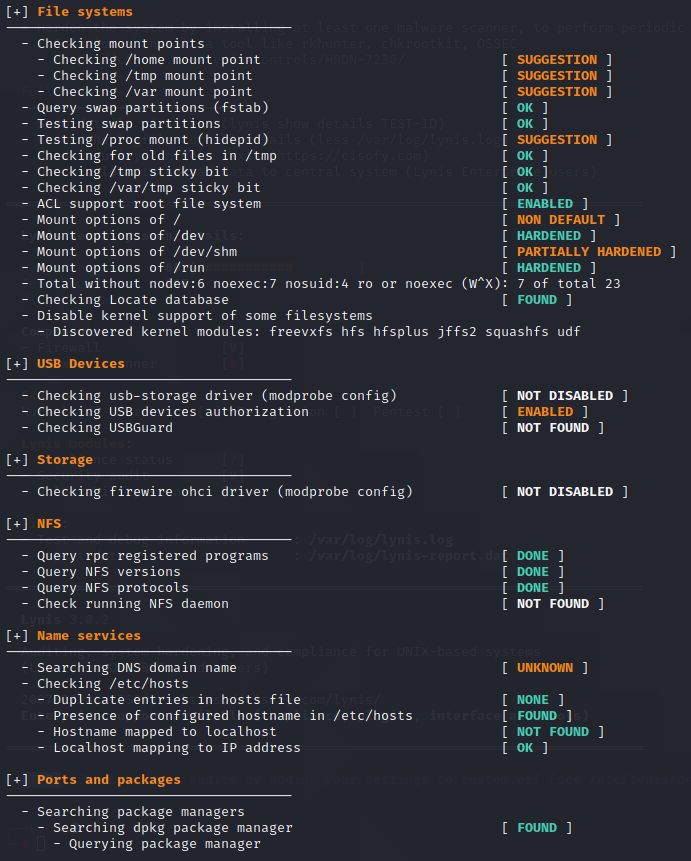 [+] File systems
- Checking mount points
- Checking /home mount point [ SUGGESTION ]
- Checking /tmp mount point [ SUGGESTION ]
- Checking /var mount point [ SUGGESTION ]
- Query swap partitions (fstab) [ OK ]
- Testing swap partitions [ OK ]
- Testing /proc mount (hidepid) [ SUGGESTION ]
- Checking for old files in /tmp [ OK ]
- Checking /tmp sticky bit [ OK ]
- Checking /var/tmp sticky bit [ OK ]
- ACL support root file system [ ENABLED ]
- Mount options of / [ NON DEFAULT ]
- Mount options of /dev [ HARDENED ]
- Mount options of /dev/shm [ PARTIALLY HARDENED ]
- Mount options of /run [ HARDENED ]
- Total without nodev:6 noexec:7 nosuid:4 ro or noexec (W^X): 7 of total 23
- Checking Locate database [ FOUND ]
- Disable kernel support of some filesystems
- Discovered kernel modules: freevxfs hfs hfsplus jffs2 squashfs udf
[+] USB Devices
- Checking usb-storage driver (modprobe config) [ NOT DISABLED ]
- Checking USB devices authorization [ ENABLED ]
- Checking USBGuard [ NOT FOUND ]
[+] Storage
- Checking firewire ohci driver (modprobe config) [ NOT DISABLED ]
[+] NFS
- Query rpc registered programs [ DONE ]
- Query NFS versions [ DONE ]
- Query NFS protocols [ DONE ]
- Check running NFS daemon [ NOT FOUND ]
[+] Name services
- Searching DNS domain name [ UNKNOWN ]
- Checking /etc/hosts
- Duplicate entries in hosts file [ NONE ]
- Presence of configured hostname in /etc/hosts [ FOUND ]
- Hostname mapped to localhost [ NOT FOUND ]
- Localhost mapping to IP address [ OK ]
[+] Ports and packages
- Searching package managers
- Searching dpkg package manager [ FOUND ]
- Querying package manager